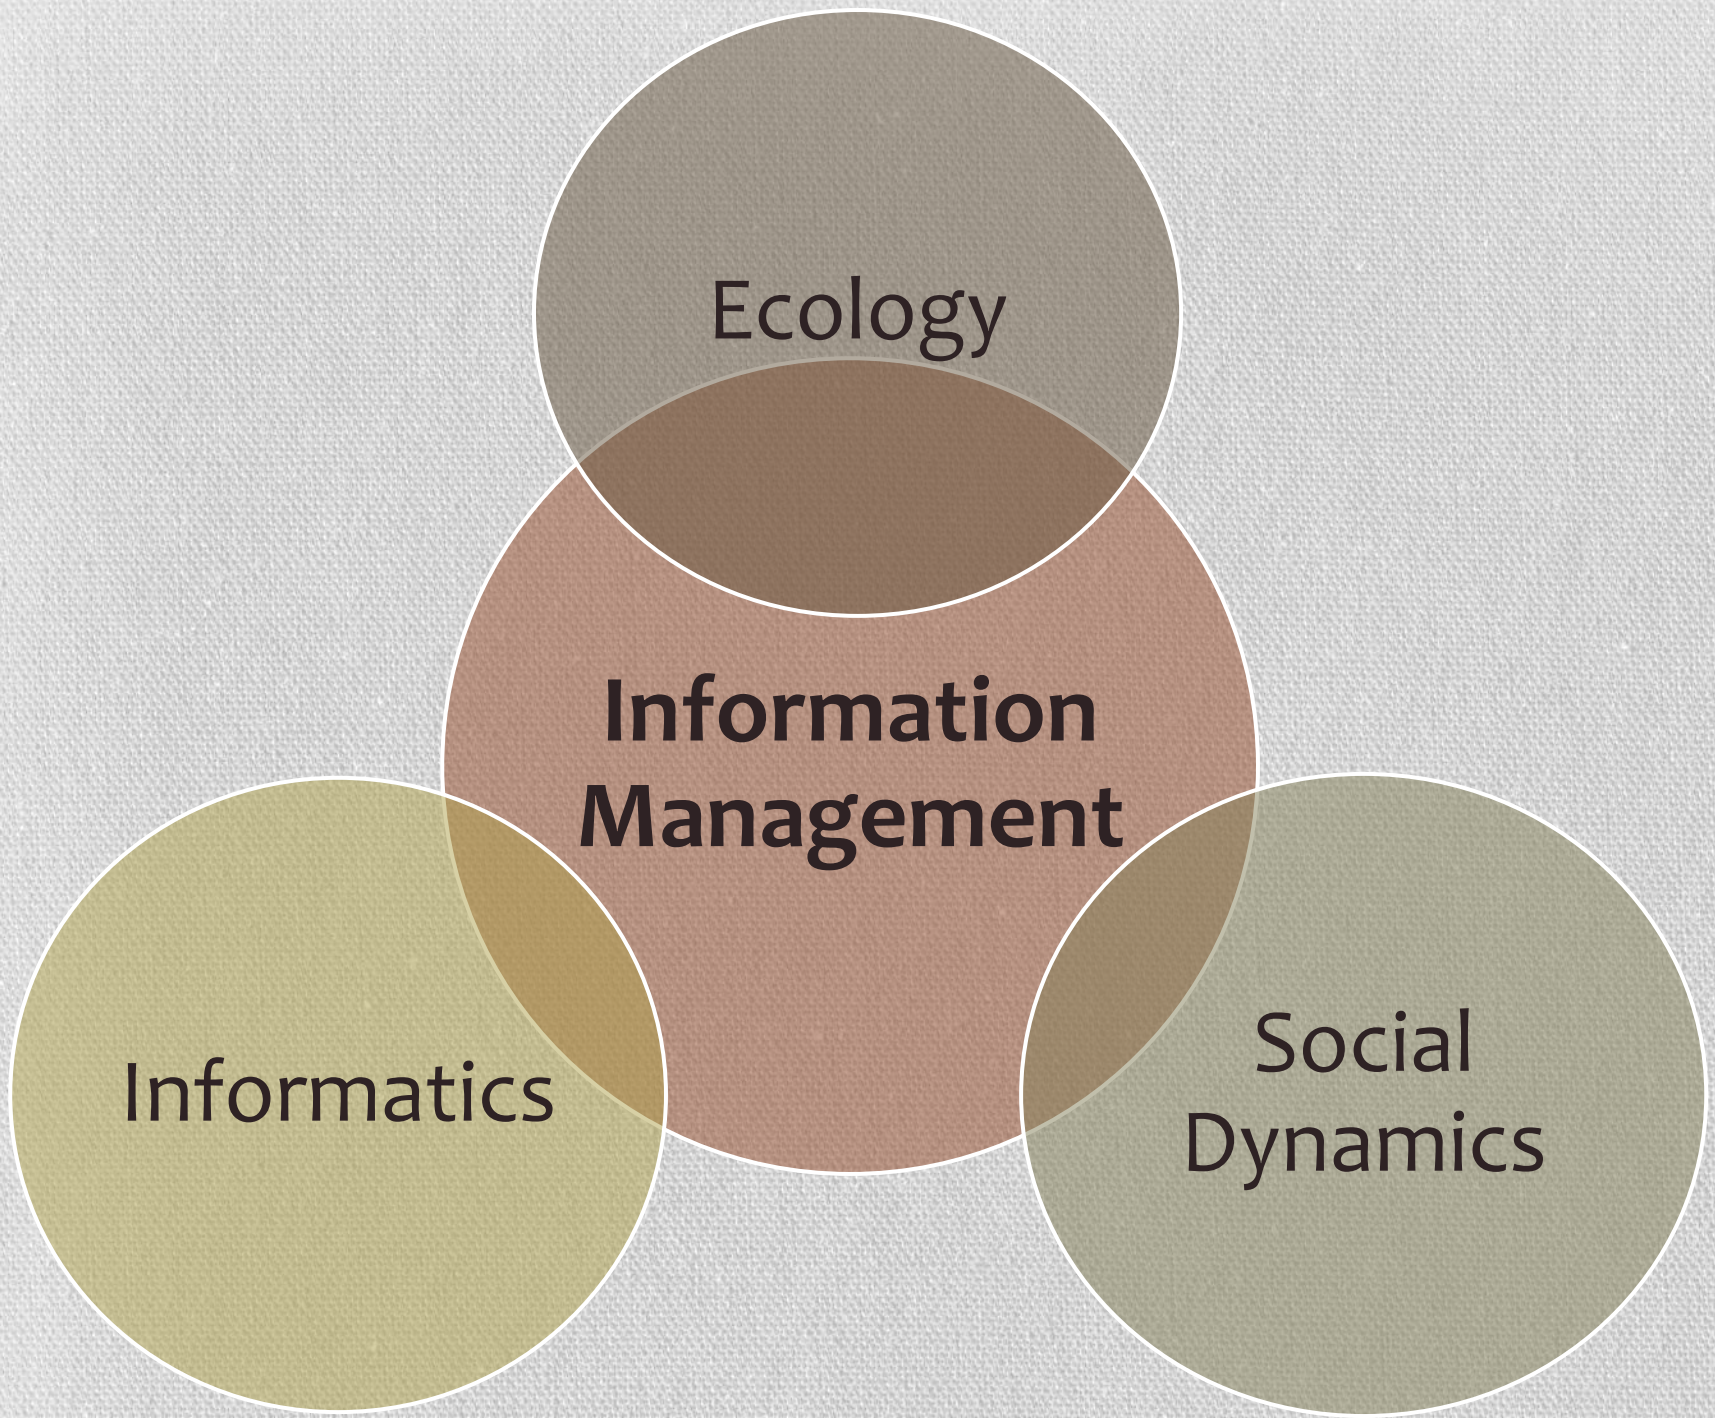 Ecology
Information
Management
Informatics
Social
Dynamics